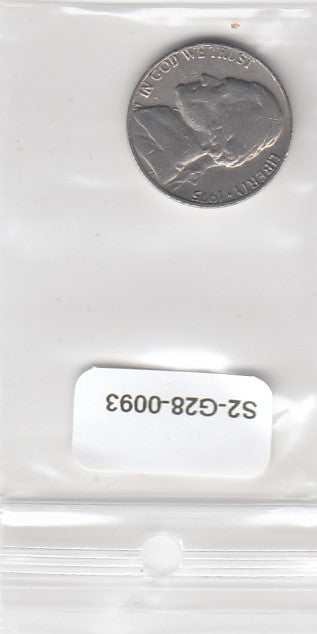 IN GOD WE TRUST
LIBERTY * 1975
S2-G28-0093